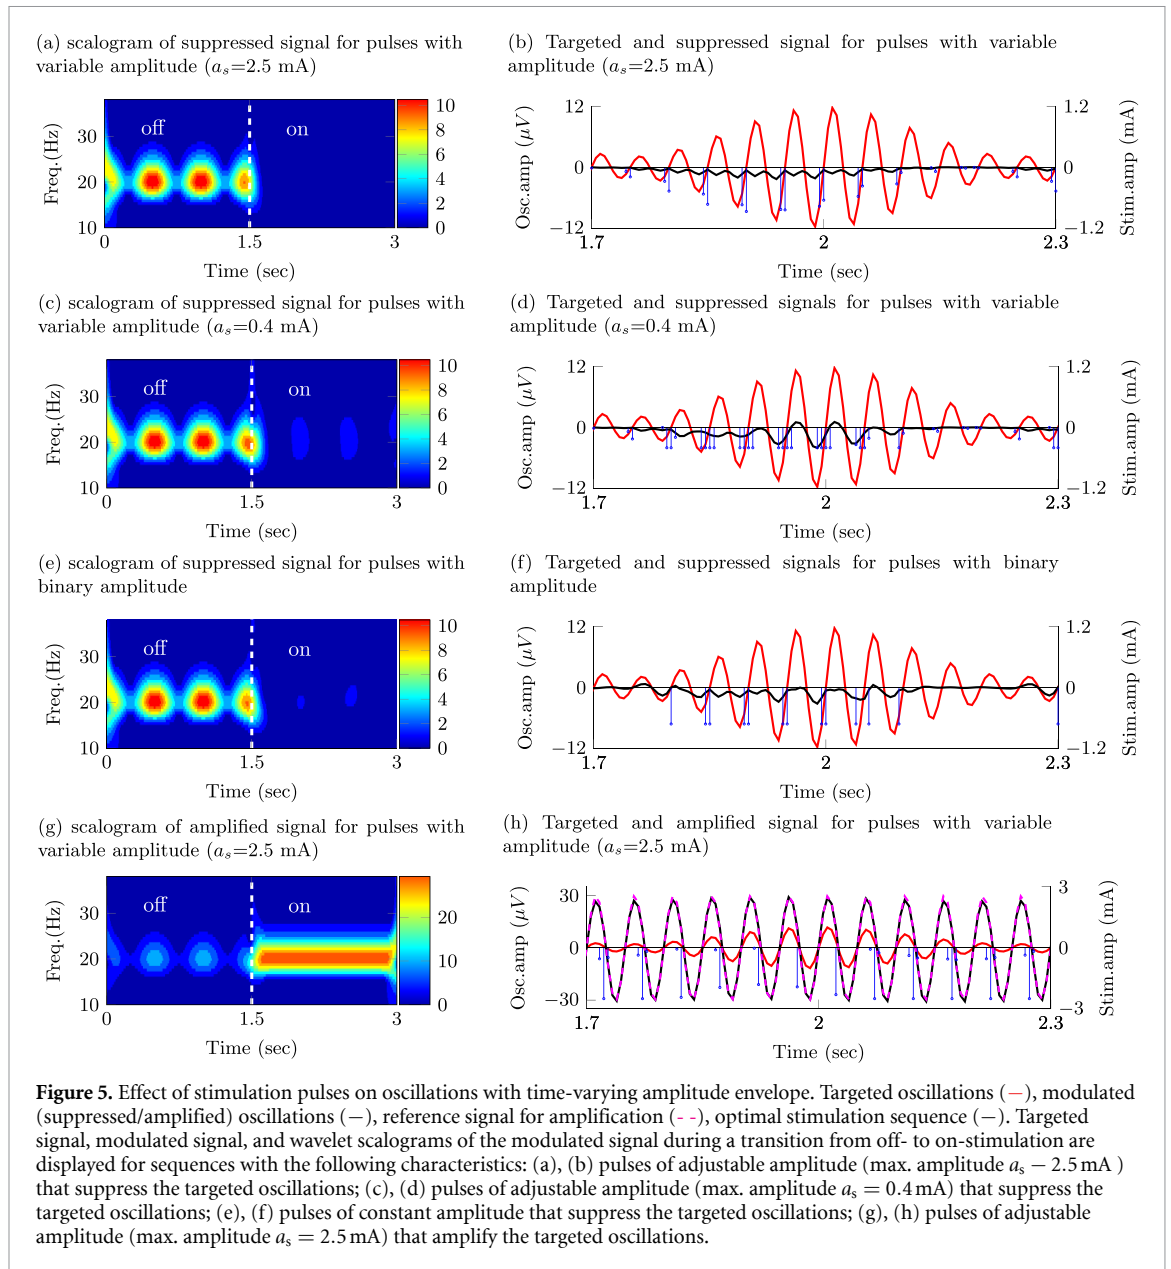 (a) scalogram of suppressed signal for pulses with
variable amplitude (aₛ=2.5 mA)
(b) Targeted and suppressed signal for pulses with variable
amplitude (aₛ=2.5 mA)
Freq.(Hz)
30
20
10
off
on
0
1.5
3
Time (sec)
10
8
6
4
2
0
Osc.amp (μV)
12
0
−12
1.7
2
2.3
Time (sec)
1.2
0
−1.2
Stim.amp (mA)
(c) scalogram of suppressed signal for pulses with
variable amplitude (aₛ=0.4 mA)
(d) Targeted and suppressed signals for pulses with variable
amplitude (aₛ=0.4 mA)
Freq.(Hz)
30
20
10
off
on
0
1.5
3
Time (sec)
10
8
6
4
2
0
Osc.amp (μV)
12
0
−12
1.7
2
2.3
Time (sec)
1.2
0
−1.2
Stim.amp (mA)
(e) scalogram of suppressed signal for pulses with
binary amplitude
(f) Targeted and suppressed signals for pulses with binary
amplitude
Freq.(Hz)
30
20
10
off
on
0
1.5
3
Time (sec)
10
8
6
4
2
0
Osc.amp (μV)
12
0
−12
1.7
2
2.3
Time (sec)
1.2
0
−1.2
Stim.amp (mA)
(g) scalogram of amplified signal for pulses with
variable amplitude (aₛ=2.5 mA)
(h) Targeted and amplified signal for pulses with variable
amplitude (aₛ=2.5 mA)
Freq.(Hz)
30
20
10
off
on
0
1.5
3
Time (sec)
20
10
0
Osc.amp (μV)
30
0
−30
1.7
2
2.3
Time (sec)
3
0
−3
Stim.amp (mA)
Figure 5. Effect of stimulation pulses on oscillations with time-varying amplitude envelope. Targeted oscillations (−), modulated
(suppressed/amplified) oscillations (−), reference signal for amplification (- -), optimal stimulation sequence (−). Targeted
signal, modulated signal, and wavelet scalograms of the modulated signal during a transition from off- to on-stimulation are
displayed for sequences with the following characteristics: (a), (b) pulses of adjustable amplitude (max. amplitude aₛ − 2.5 mA )
that suppress the targeted oscillations; (c), (d) pulses of adjustable amplitude (max. amplitude aₛ = 0.4 mA) that suppress the
targeted oscillations; (e), (f) pulses of constant amplitude that suppress the targeted oscillations; (g), (h) pulses of adjustable
amplitude (max. amplitude aₛ = 2.5 mA) that amplify the targeted oscillations.